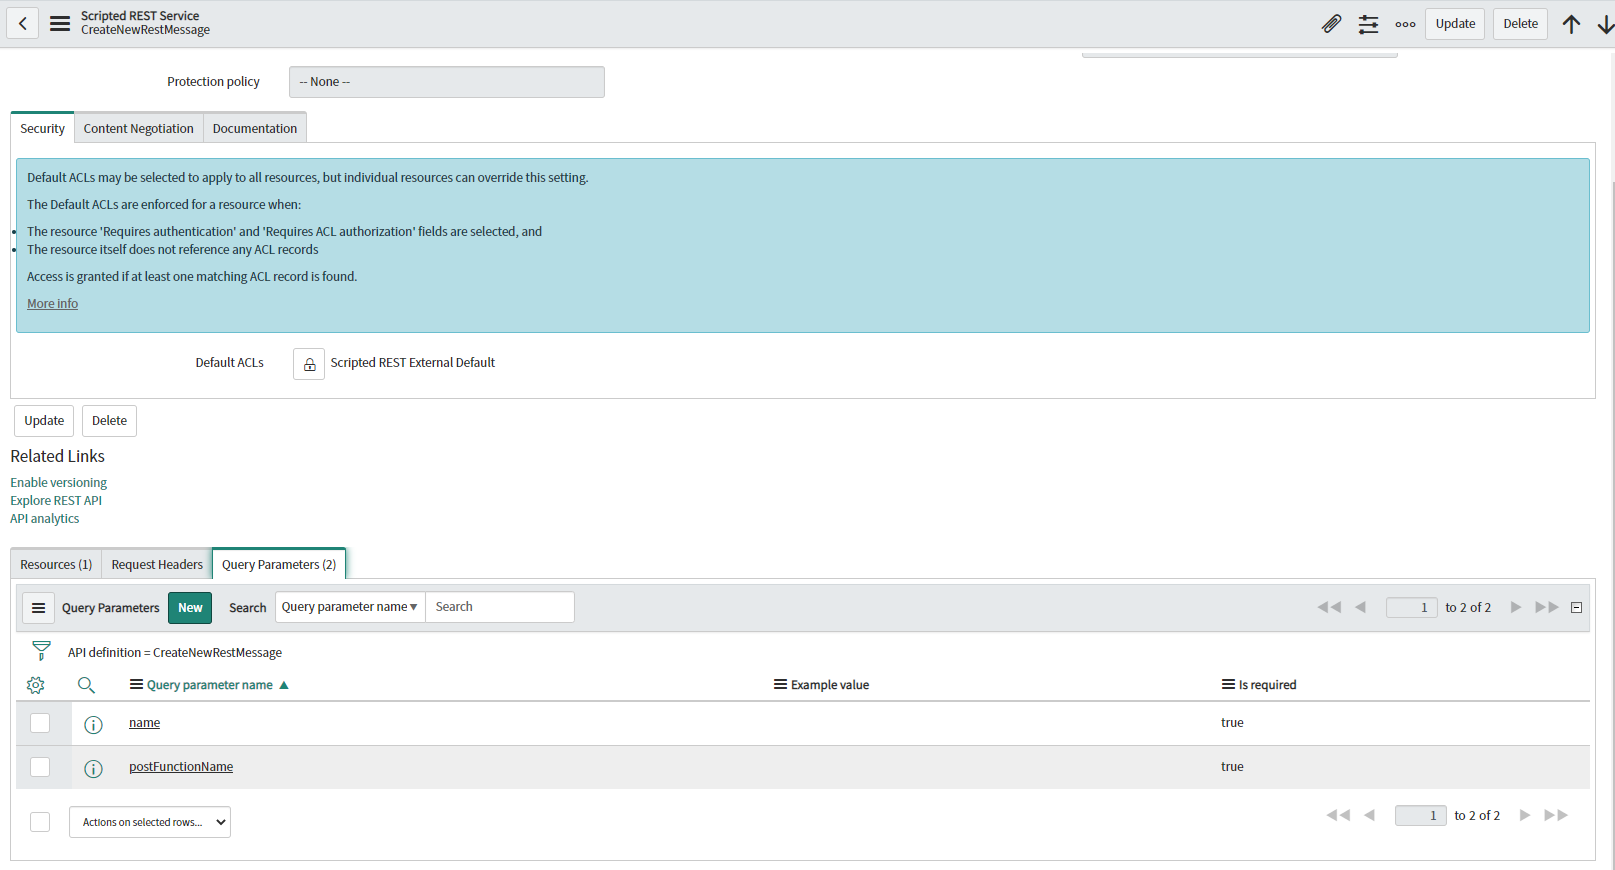 Scripted REST Service
CreateNewRestMessage
Update
Delete
Protection policy
-- None --
Security
Content Negotiation
Documentation
Default ACLs may be selected to apply to all resources, but individual resources can override this setting.
The Default ACLs are enforced for a resource when:
The resource 'Requires authentication' and 'Requires ACL authorization' fields are selected, and
The resource itself does not reference any ACL records
Access is granted if at least one matching ACL record is found.
More info
Default ACLs
Scripted REST External Default
Update
Delete
Related Links
Enable versioning
Explore REST API
API analytics
Resources (1)
Request Headers
Query Parameters (2)
Query Parameters
New
Search
Query parameter name
Search
1 to 2 of 2
API definition = CreateNewRestMessage
Query parameter name
Example value
Is required
name
true
postFunctionName
true
Actions on selected rows...
1 to 2 of 2